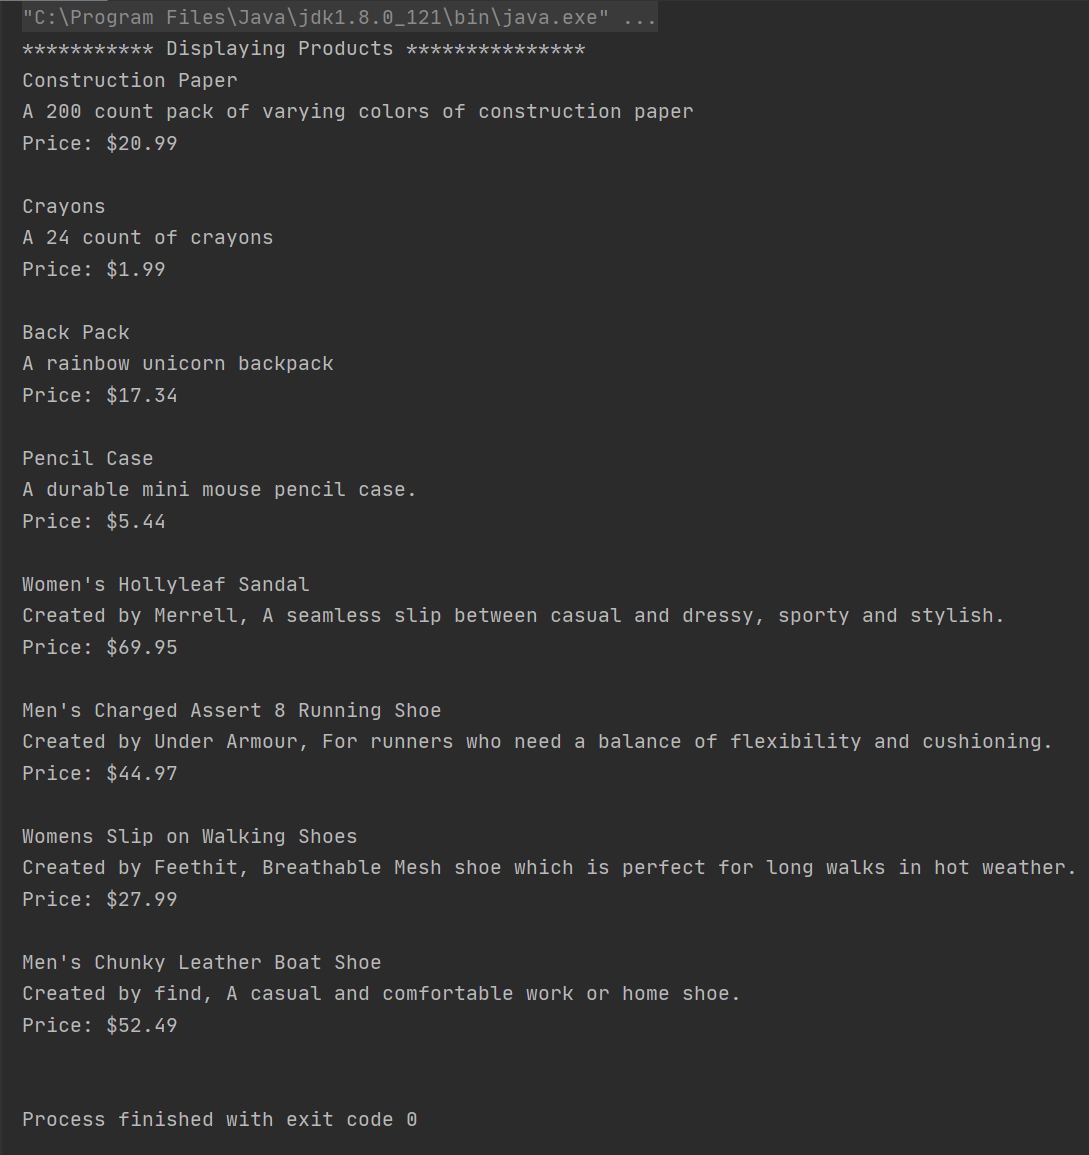 "C:\Program Files\Java\jdk1.8.0_121\bin\java.exe" ...
*********** Displaying Products ***************
Construction Paper
A 200 count pack of varying colors of construction paper
Price: $20.99
Crayons
A 24 count of crayons
Price: $1.99
Back Pack
A rainbow unicorn backpack
Price: $17.34
Pencil Case
A durable mini mouse pencil case.
Price: $5.44
Women's Hollyleaf Sandal
Created by Merrell, A seamless slip between casual and dressy, sporty and stylish.
Price: $69.95
Men's Charged Assert 8 Running Shoe
Created by Under Armour, For runners who need a balance of flexibility and cushioning.
Price: $44.97
Womens Slip on Walking Shoes
Created by Feethit, Breathable Mesh shoe which is perfect for long walks in hot weather.
Price: $27.99
Men's Chunky Leather Boat Shoe
Created by find, A casual and comfortable work or home shoe.
Price: $52.49
Process finished with exit code 0